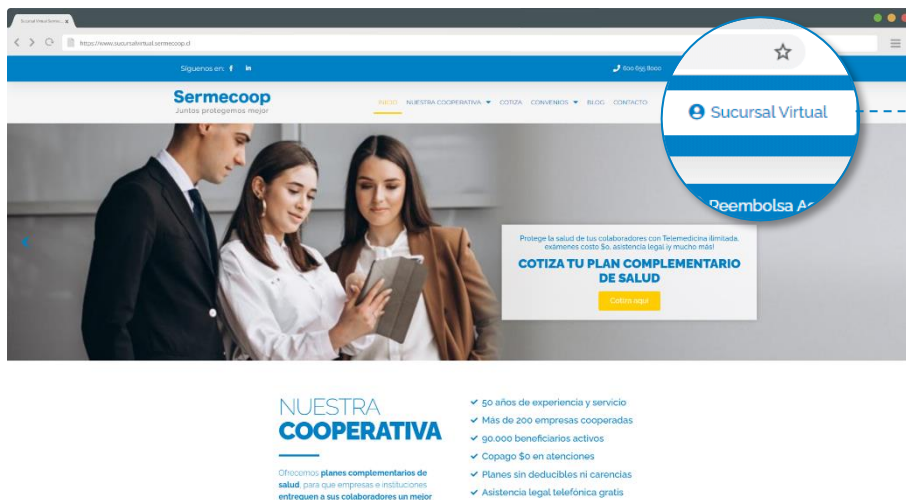 https://www.sucursalvirtual.sermecoop.cl
Síguenos en:
600 655 8000
Sermecoop
Juntos protegemos mejor
INICIO NUESTRA COOPERATIVA COTIZA CONVENIOS BLOG CONTACTO
Sucursal Virtual
Reembolsa
Protege la salud de tus colaboradores con Telemedicina ilimitada,
exámenes costo $0, asistencia legal ¡y mucho más!
COTIZA TU PLAN COMPLEMENTARIO
DE SALUD
Cotiza aquí
NUESTRA
COOPERATIVA
Ofrecemos planes complementarios de
salud, para que empresas e instituciones
entreguen a sus colaboradores un mejor
50 años de experiencia y servicio
Más de 200 empresas cooperadas
90.000 beneficiarios activos
Copago $0 en atenciones
Planes sin deducibles ni carencias
Asistencia legal telefónica gratis